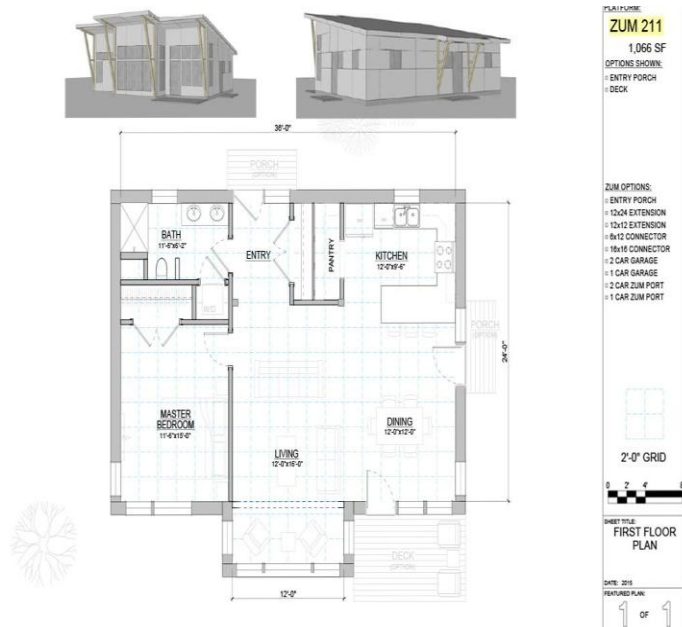 36'-0"
PORCH
(OPTION)
BATH
11'-6"x6'-2"
ENTRY
PANTRY
KITCHEN
12'-0"x9'-6"
W/D
PORCH
(OPTION)
24'-0"
MASTER
BEDROOM
11'-6"x15'-0"
DINING
12'-0"x12'-0"
LIVING
12'-0"x16'-0"
DECK
(OPTION)
12'-0"
PLATFORM:
ZUM 211
1,066 SF
OPTIONS SHOWN:
ENTRY PORCH
DECK
ZUM OPTIONS:
ENTRY PORCH
12x24 EXTENSION
12x12 EXTENSION
8x12 CONNECTOR
16x16 CONNECTOR
2 CAR GARAGE
1 CAR GARAGE
2 CAR ZUM PORT
1 CAR ZUM PORT
2'-0" GRID
0 2' 4' 8
SHEET TITLE:
FIRST FLOOR
PLAN
DATE: 2015
FEATURED PLAN:
1 OF 1